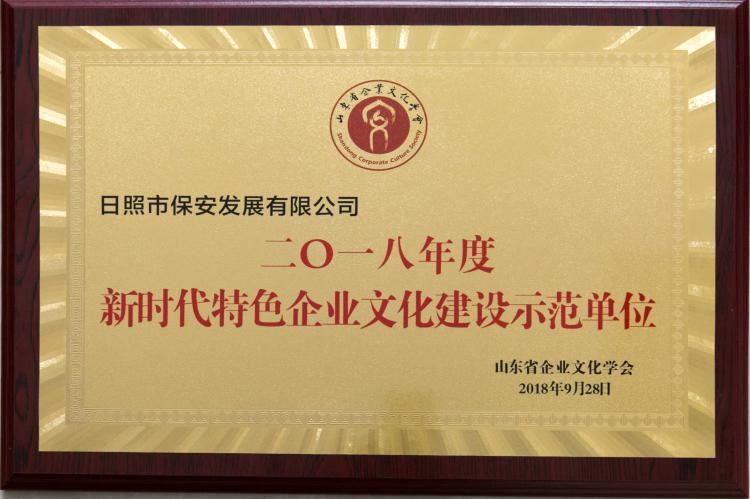 山东省企業文化学會
Shandong Corporate Culture Society
日照市保安发展有限公司
二〇一八年度
新时代特色企业文化建设示范单位
山东省企业文化学会
2018年9月28日